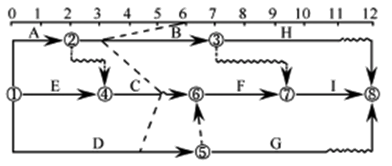 0 1 2 3 4 5 6 7 8 9 10 11 12
A ② B ③ H
① E ④ C ⑥ F ⑦ I ⑧
D ⑤ G